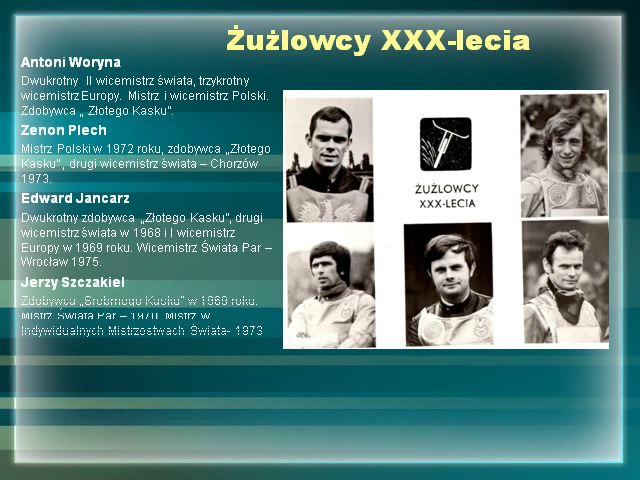 Żużlowcy XXX-lecia
Antoni Woryna
Dwukrotny II wicemistrz świata, trzykrotny
wicemistrz Europy. Mistrz i wicemistrz Polski.
Zdobywca „ Złotego Kasku”.
Zenon Plech
Mistrz Polski w 1972 roku, zdobywca „Złotego
Kasku”, drugi wicemistrz świata – Chorzów
1973.
Edward Jancarz
Dwukrotny zdobywca „Złotego Kasku”, drugi
wicemistrz świata w 1968 i I wicemistrz
Europy w 1969 roku. Wicemistrz Świata Par –
Wrocław 1975.
Jerzy Szczakiel
Zdobywca „Srebrnego Kasku” w 1969 roku.
Mistrz Świata Par – 1970. Mistrz w
Indywidualnych Mistrzostwach Świata- 1973
ŻUŻLOWCY
XXX-LECIA